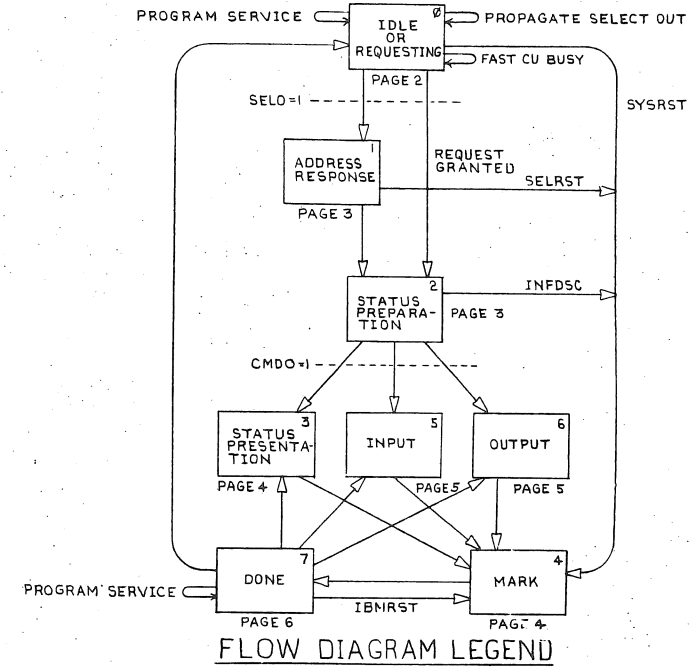 PROGRAM SERVICE
Ø
IDLE
OR
REQUESTING
PROPAGATE SELECT OUT
FAST CU BUSY
PAGE 2
SELO=1
SYSRST
1
ADDRESS
RESPONSE
REQUEST
GRANTED
SELRST
PAGE 3
2
STATUS
PREPARA-
TION
INFDSC
PAGE 3
CMDO=1
3
STATUS
PRESENTA-
TION
5
INPUT
6
OUTPUT
PAGE 4
PAGE 5
PAGE 5
7
DONE
4
MARK
PROGRAM SERVICE
IBMRST
PAGE 6
PAGE 4
FLOW DIAGRAM LEGEND